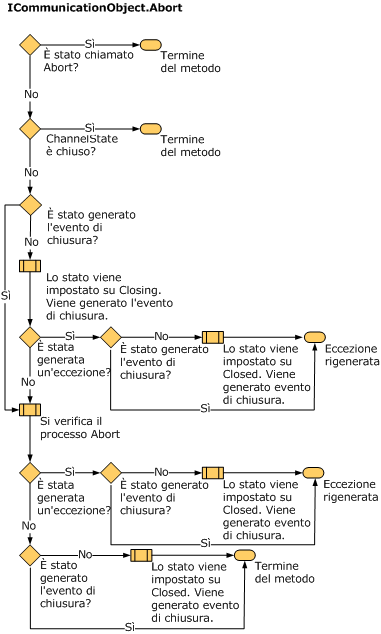 ICommunicationObject.Abort
Sì
È stato chiamato
Abort?
Termine
del metodo
No
Sì
ChannelState
è chiuso?
Termine
del metodo
No
È stato generato
l'evento di
chiusura?
No
Sì
Lo stato viene
impostato su Closing.
Viene generato l'evento
di chiusura.
Sì
È stata
generata
un'eccezione?
No
È stato generato
l'evento di
chiusura?
Lo stato viene
impostato su
Closed. Viene
generato evento
di chiusura.
Eccezione
rigenerata
Sì
No
Si verifica il
processo Abort
Sì
È stata
generata
un'eccezione?
No
È stato generato
l'evento di
chiusura?
Lo stato viene
impostato su
Closed. Viene
generato evento
di chiusura.
Eccezione
rigenerata
Sì
No
No
È stato
generato
l'evento di
chiusura?
Lo stato viene
impostato su
Closed. Viene
generato evento
di chiusura.
Termine
del metodo
Sì